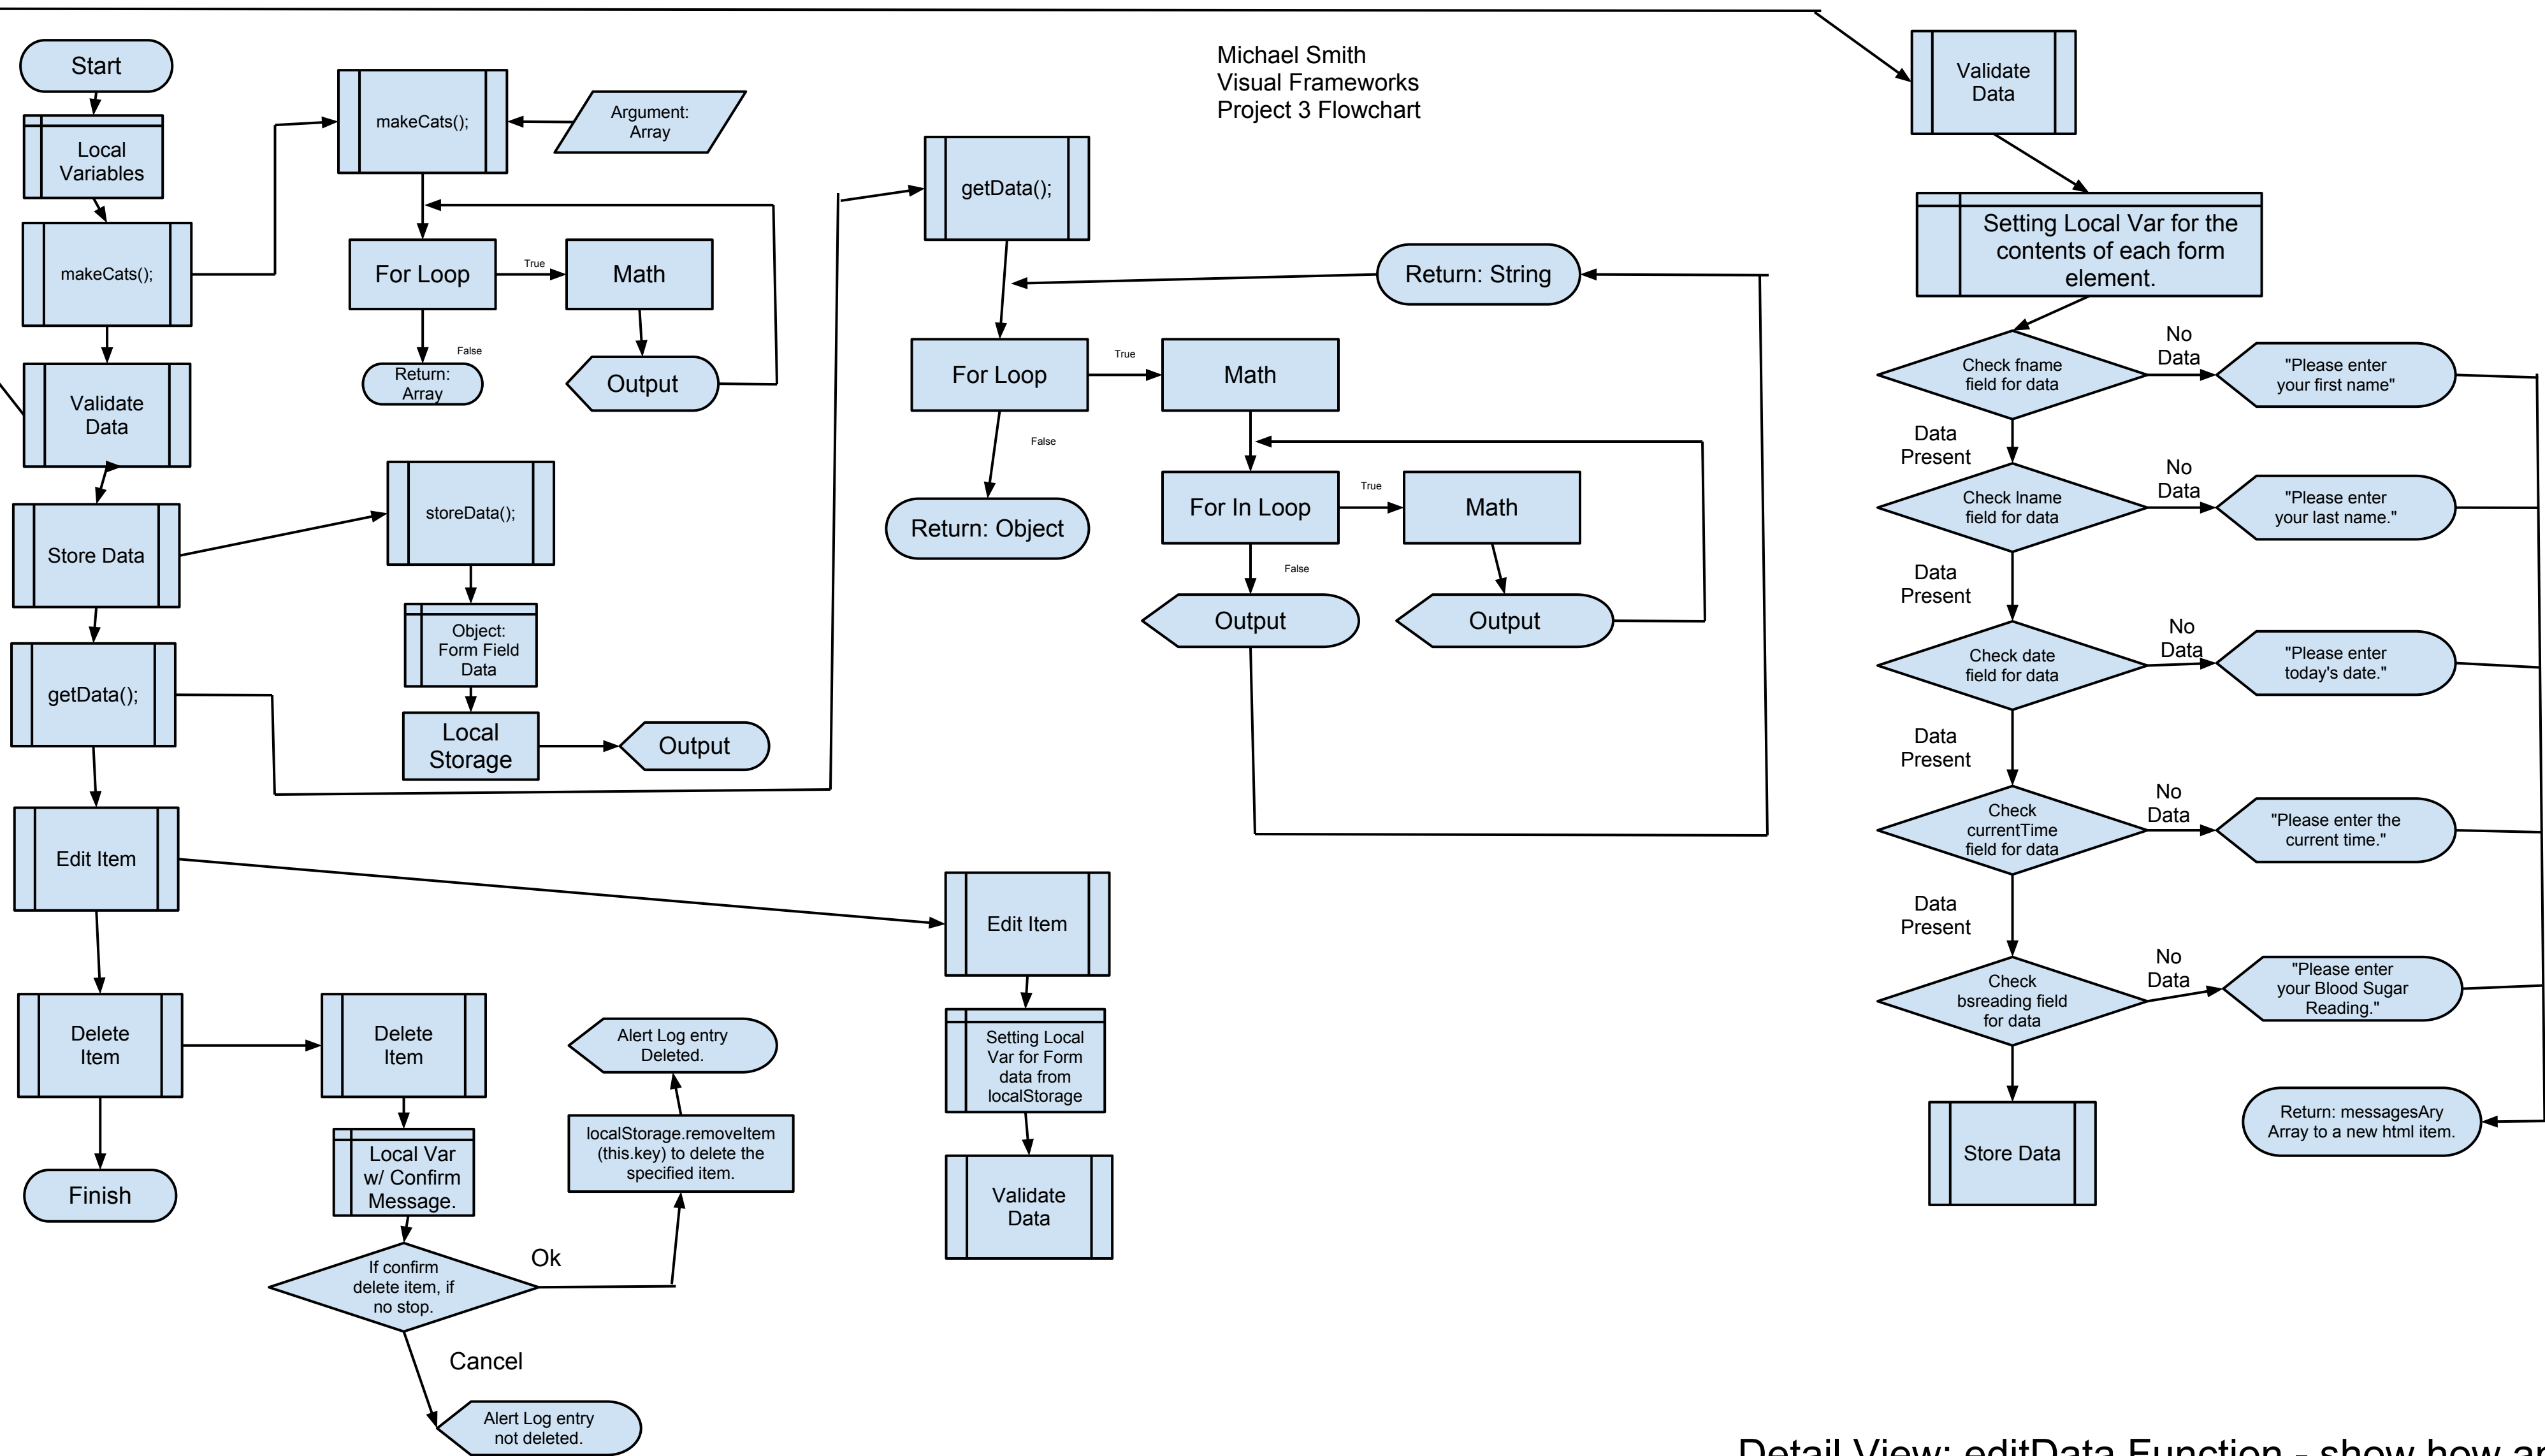 Michael Smith
Visual Frameworks
Project 3 Flowchart
Start
Local
Variables
makeCats();
Validate
Data
Store Data
getData();
Edit Item
Delete
Item
Finish
makeCats();
Argument:
Array
For Loop
True
Math
False
Return:
Array
Output
storeData();
Object:
Form Field
Data
Local
Storage
Output
getData();
Return: String
For Loop
True
Math
False
Return: Object
For In Loop
True
Math
False
Output
Output
Edit Item
Setting Local
Var for Form
data from
localStorage
Validate
Data
Delete
Item
Local Var
w/ Confirm
Message.
If confirm
delete item, if
no stop.
Ok
localStorage.removeItem
(this.key) to delete the
specified item.
Alert Log entry
Deleted.
Cancel
Alert Log entry
not deleted.
Validate
Data
Setting Local Var for the
contents of each form
element.
Check fname
field for data
No
Data
"Please enter
your first name"
Data
Present
Check lname
field for data
No
Data
"Please enter
your last name."
Data
Present
Check date
field for data
No
Data
"Please enter
today's date."
Data
Present
Check
currentTime
field for data
No
Data
"Please enter the
current time."
Data
Present
Check
bsreading field
for data
No
Data
"Please enter
your Blood Sugar
Reading."
Store Data
Return: messagesAry
Array to a new html item.
Detail View: editData Function - show how